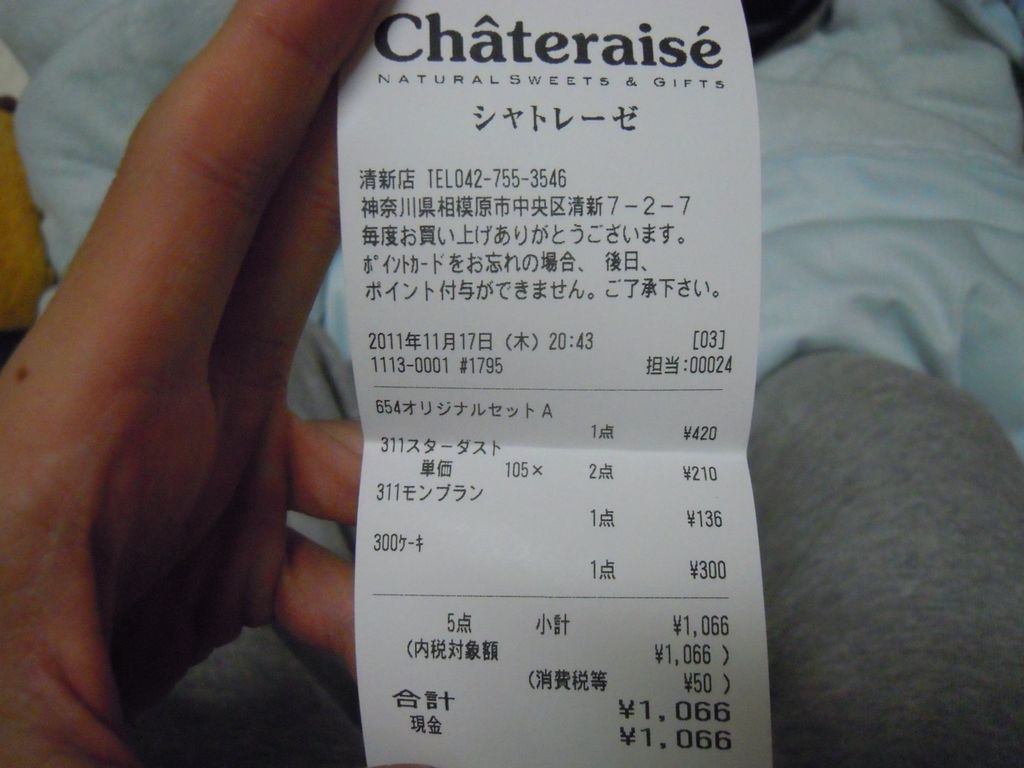 Châteraisé
NATURAL SWEETS & GIFTS
シャトレーゼ
清新店 TEL042-755-3546
神奈川県相模原市中央区清新7-2-7
毎度お買い上げありがとうございます。
ﾎﾟｲﾝﾄｶｰﾄﾞをお忘れの場合、後日、
ポイント付与ができません。ご了承下さい。
2011年11月17日(木)20:43 [03]
1113-0001 #1795 担当:00024
654オリジナルセットA
1点 ¥420
311スターダスト
単価 105× 2点 ¥210
311モンブラン
1点 ¥136
300ｹｰｷ
1点 ¥300
5点 小計 ¥1,066
(内税対象額 ¥1,066 )
(消費税等 ¥50 )
合計 ¥1,066
現金 ¥1,066